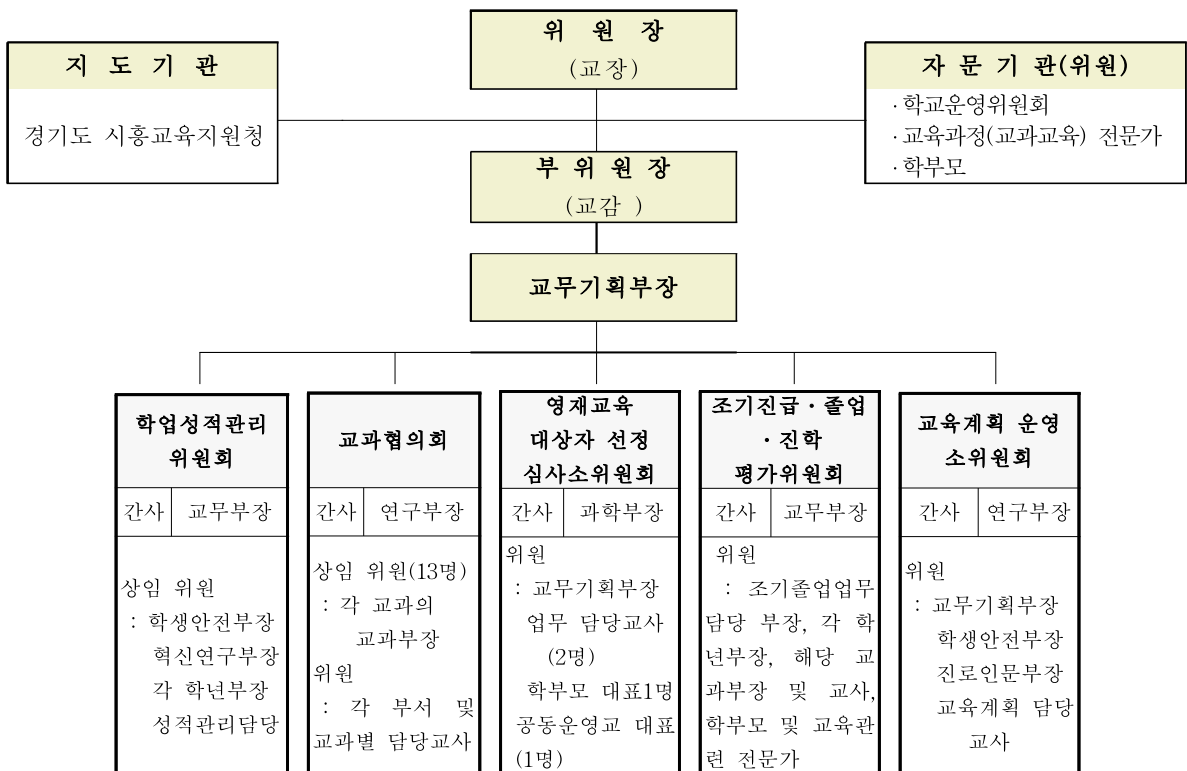 위 원 장
(교장)
지 도 기 관
경기도 시흥교육지원청
자 문 기 관(위원)
·학교운영위원회
·교육과정(교과교육) 전문가
·학부모
부 위 원 장
(교감 )
교무기획부장
학업성적관리
위원회
간사 교무부장
상임 위원
: 학생안전부장
혁신연구부장
각 학년부장
성적관리담당
교과협의회
간사 연구부장
상임 위원(13명)
: 각 교과의
교과부장
위원
: 각 부서 및
교과별 담당교사
영재교육
대상자 선정
심사소위원회
간사 과학부장
위원
: 교무기획부장
업무 담당교사
(2명)
학부모 대표1명
공동운영교 대표
(1명)
조기진급·졸업
·진학
평가위원회
간사 교무부장
위원
: 조기졸업업무
담당 부장, 각 학
년부장, 해당 교
과부장 및 교사,
학부모 및 교육관
련 전문가
교육계획 운영
소위원회
간사 연구부장
위원
: 교무기획부장
학생안전부장
진로인문부장
교육계획 담당
교사